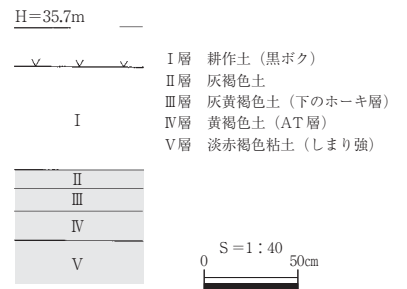 H=35.7m
Ⅰ層 耕作土（黒ボク）
Ⅱ層 灰褐色土
Ⅲ層 灰黄褐色土（下のホーキ層）
Ⅳ層 黄褐色土（AT層）
Ⅴ層 淡赤褐色粘土（しまり強）
Ⅰ
Ⅱ
Ⅲ
Ⅳ
Ⅴ
S=1：40
0 50cm